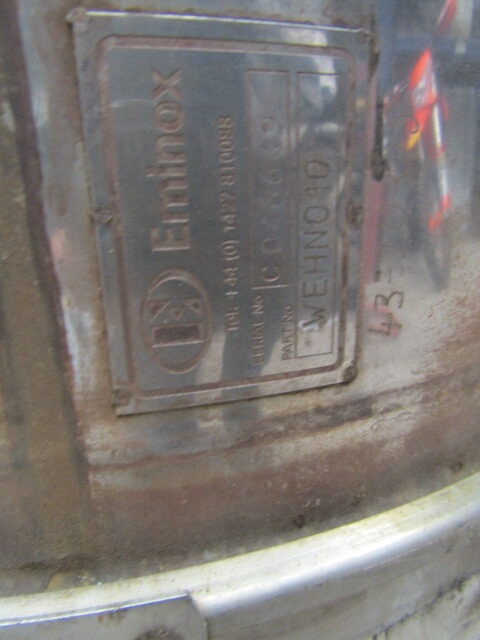 Eminox
Tel: +44 (0) 1427 810088
SERIAL No
PART No WEHN010
43